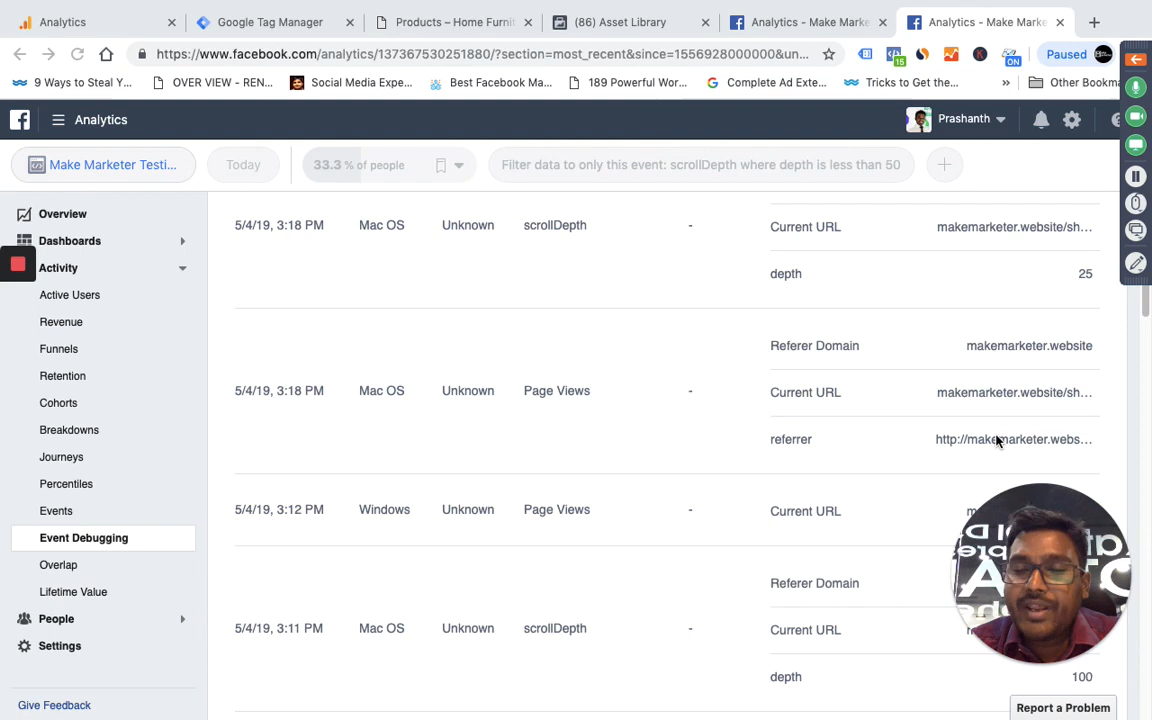 Analytics
Google Tag Manager
Products – Home Furnit
(86) Asset Library
Analytics - Make Marke
Analytics - Make Marke
https://www.facebook.com/analytics/137367530251880/?section=most_recent&since=1556928000000&un...
15
ON
Paused
9 Ways to Steal Y...
OVER VIEW - REN...
Social Media Expe...
Best Facebook Ma...
189 Powerful Wor...
Complete Ad Exte...
Tricks to Get the...
»
Other Bookma
Analytics
Prashanth
Make Marketer Testi...
Today
33.3 % of people
Filter data to only this event: scrollDepth where depth is less than 50
Overview
Dashboards
Activity
Active Users
Revenue
Funnels
Retention
Cohorts
Breakdowns
Journeys
Percentiles
Events
Event Debugging
Overlap
Lifetime Value
People
Settings
Give Feedback
5/4/19, 3:18 PM Mac OS Unknown scrollDepth -
Current URL makemarketer.website/sh...
depth 25
5/4/19, 3:18 PM Mac OS Unknown Page Views -
Referer Domain makemarketer.website
Current URL makemarketer.website/sh...
referrer http://makemarketer.webs...
5/4/19, 3:12 PM Windows Unknown Page Views - Current URL
5/4/19, 3:11 PM Mac OS Unknown scrollDepth -
Referer Domain
Current URL
depth 100
Report a Problem